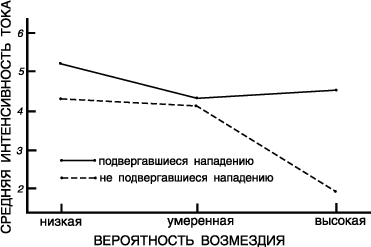 СРЕДНЯЯ ИНТЕНСИВНОСТЬ ТОКА
6
5
4
3
2
подвергавшиеся нападению
не подвергавшиеся нападению
низкая умеренная высокая
ВЕРОЯТНОСТЬ ВОЗМЕЗДИЯ